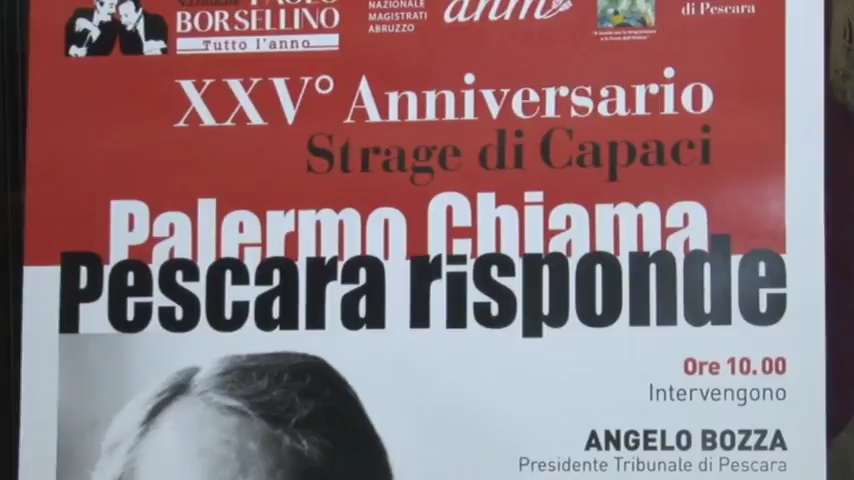 PAOLO
BORSELLINO
Tutto l'anno
NAZIONALE
MAGISTRATI
ABRUZZO
anm
di Pescara
XXV° Anniversario
Strage di Capaci
Palermo Chiama
Pescara risponde
Ore 10.00
Intervengono
ANGELO BOZZA
Presidente Tribunale di Pescara